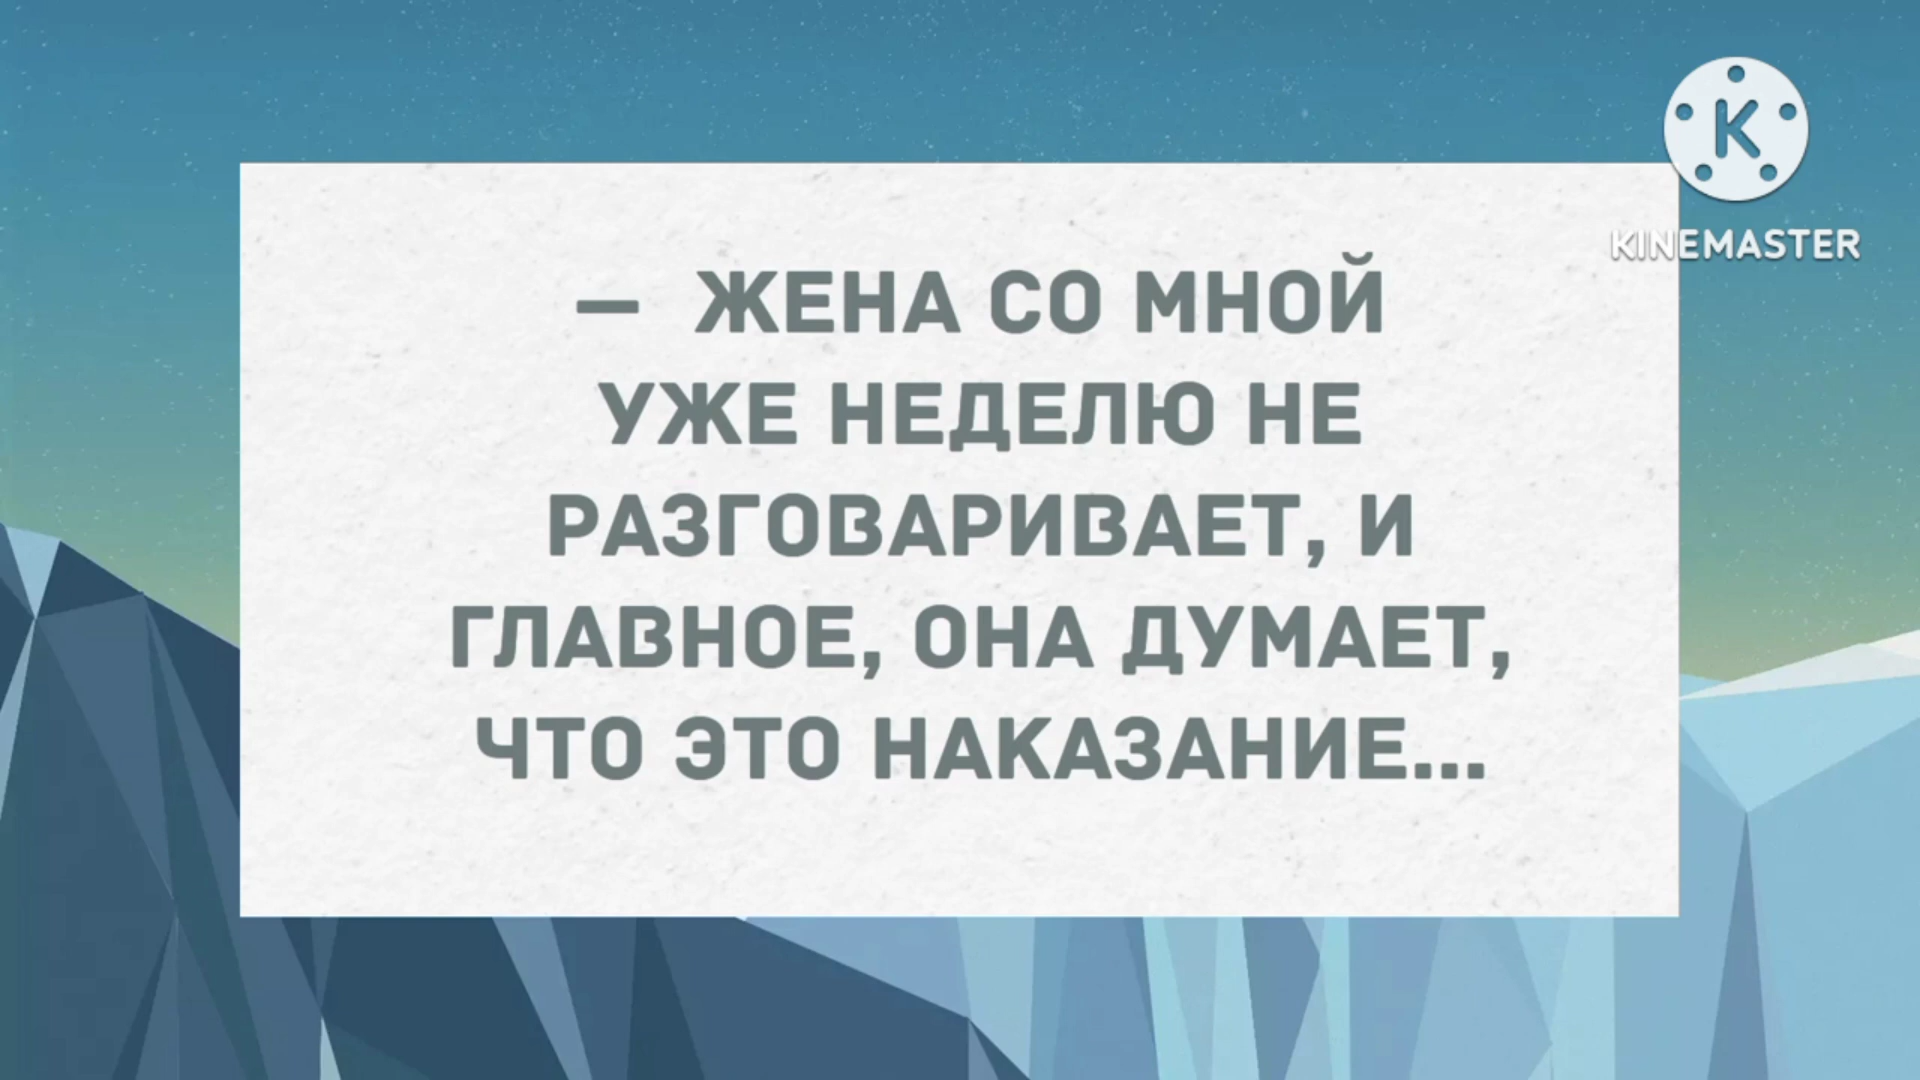 K
KINEMASTER
— ЖЕНА СО МНОЙ
УЖЕ НЕДЕЛЮ НЕ
РАЗГОВАРИВАЕТ, И
ГЛАВНОЕ, ОНА ДУМАЕТ,
ЧТО ЭТО НАКАЗАНИЕ...